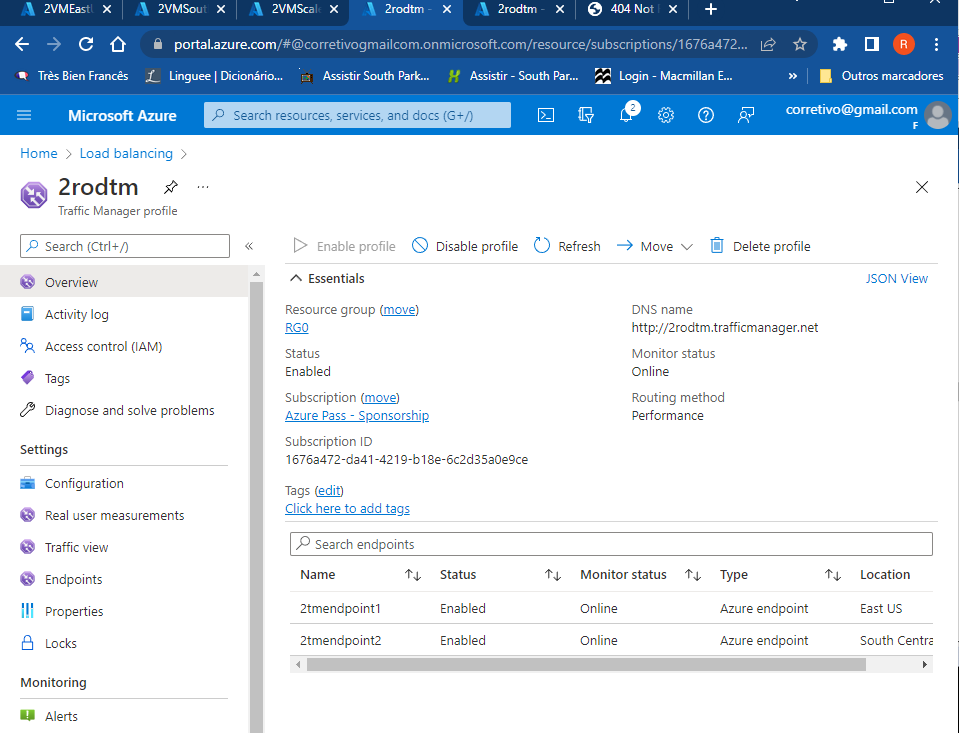 2VMEastU
2VMSout
2VMScale
2rodtm -
2rodtm -
404 Not
portal.azure.com/#@corretivogmailcom.onmicrosoft.com/resource/subscriptions/1676a472...
R
Très Bien Francês
Linguee | Dicionário...
Assistir South Park...
Assistir - South Par...
Login - Macmillan E...
»
Outros marcadores
Microsoft Azure
Search resources, services, and docs (G+/)
2
corretivo@gmail.com
F
Home > Load balancing >
2rodtm
...
Traffic Manager profile
Search (Ctrl+/)
«
Enable profile
Disable profile
Refresh
Move
Delete profile
Overview
Activity log
Access control (IAM)
Tags
Diagnose and solve problems
Settings
Configuration
Real user measurements
Traffic view
Endpoints
Properties
Locks
Monitoring
Alerts
Essentials
JSON View
Resource group (move)
RG0
Status
Enabled
Subscription (move)
Azure Pass - Sponsorship
Subscription ID
1676a472-da41-4219-b18e-6c2d35a0e9ce
Tags (edit)
Click here to add tags
DNS name
http://2rodtm.trafficmanager.net
Monitor status
Online
Routing method
Performance
Search endpoints
Name Status Monitor status Type Location
2tmendpoint1 Enabled Online Azure endpoint East US
2tmendpoint2 Enabled Online Azure endpoint South Centra